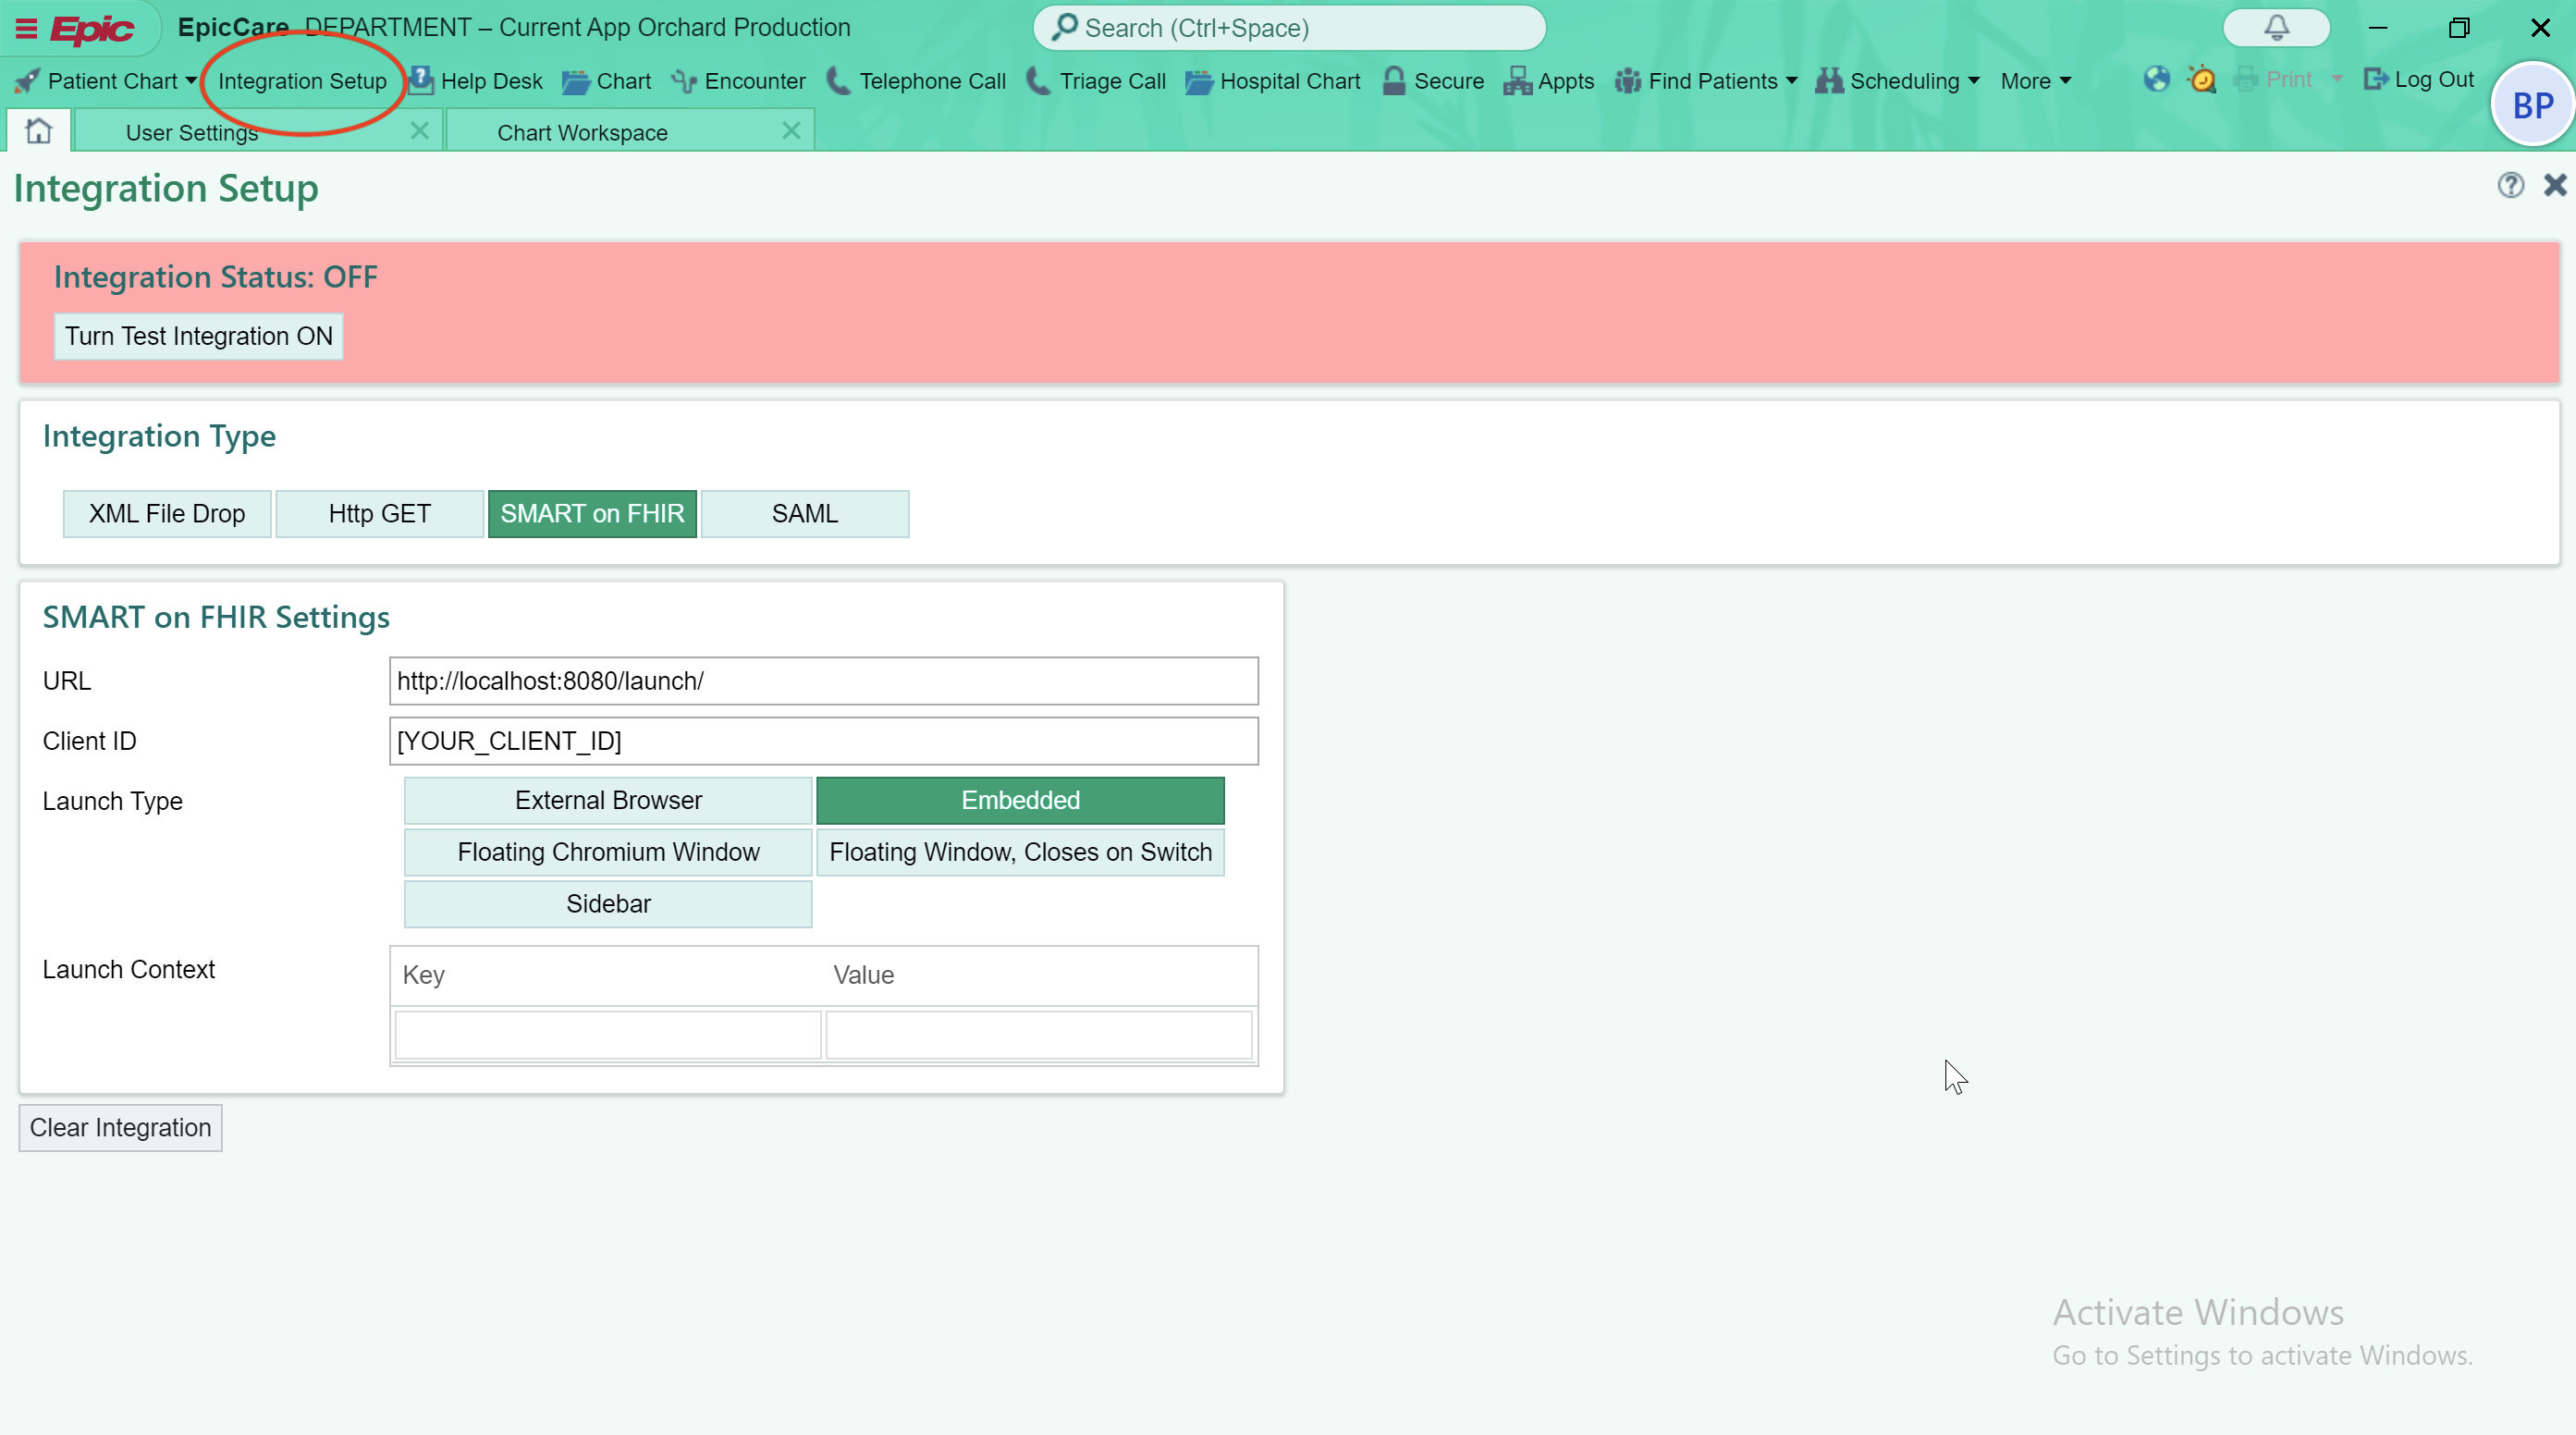 Epic EpicCare DEPARTMENT – Current App Orchard Production Search (Ctrl+Space)
Patient Chart Integration Setup Help Desk Chart Encounter Telephone Call Triage Call Hospital Chart Secure Appts Find Patients Scheduling More Print Log Out
BP
User Settings Chart Workspace
Integration Setup
Integration Status: OFF
Turn Test Integration ON
Integration Type
XML File Drop Http GET SMART on FHIR SAML
SMART on FHIR Settings
URL http://localhost:8080/launch/
Client ID [YOUR_CLIENT_ID]
Launch Type External Browser Embedded
Floating Chromium Window Floating Window, Closes on Switch
Sidebar
Launch Context Key Value
Clear Integration
Activate Windows
Go to Settings to activate Windows.